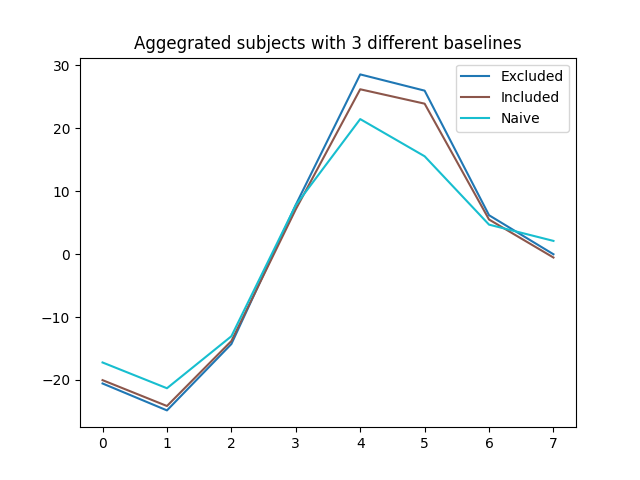 Aggegrated subjects with 3 different baselines
30
20
10
0
−10
−20
0 1 2 3 4 5 6 7
Excluded
Included
Naive